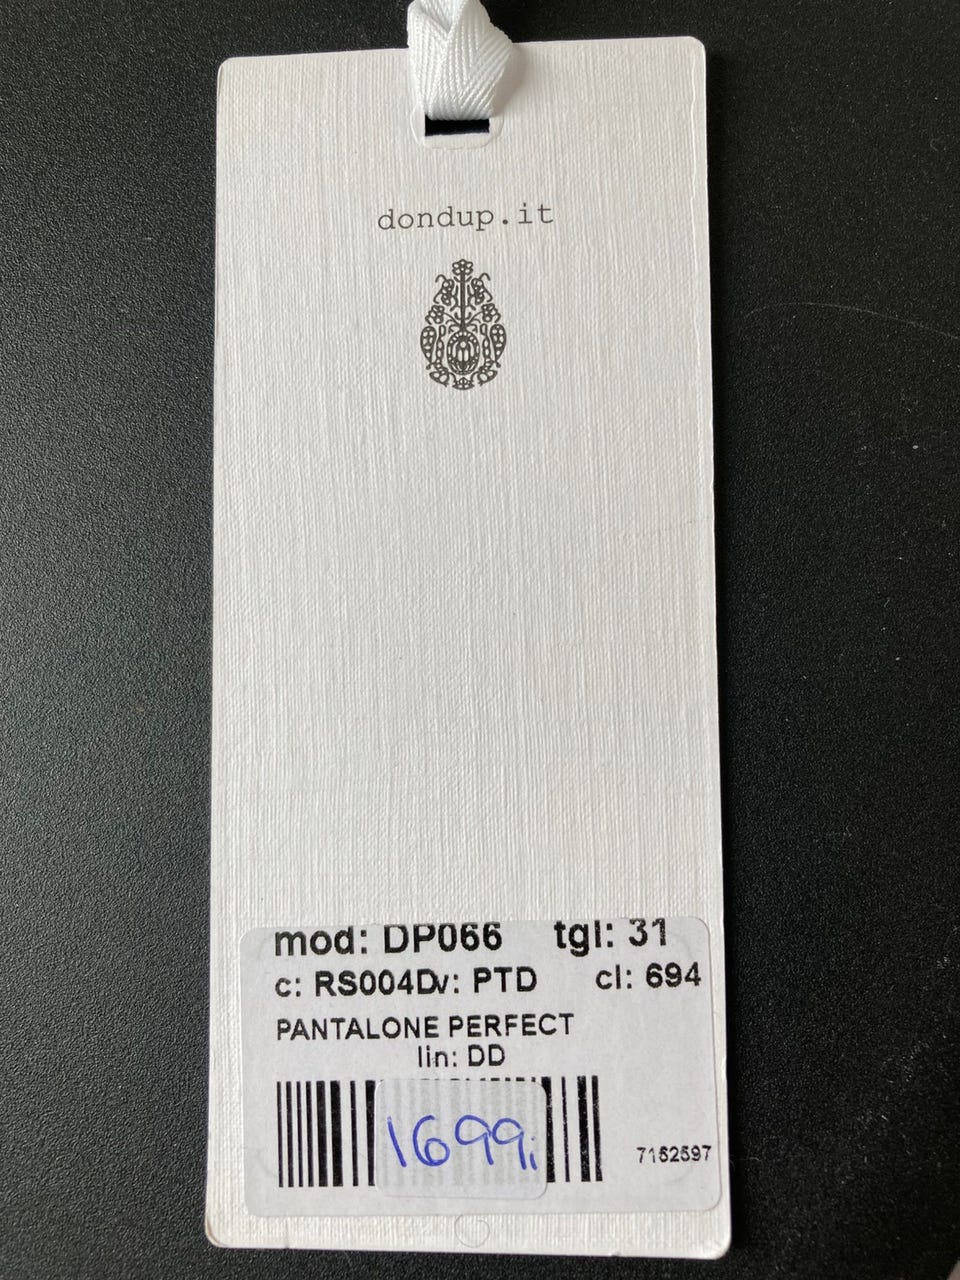 dondup.it
mod: DP066 tgl: 31
c: RS004Dv: PTD cl: 694
PANTALONE PERFECT
lin: DD
1699;
7152597